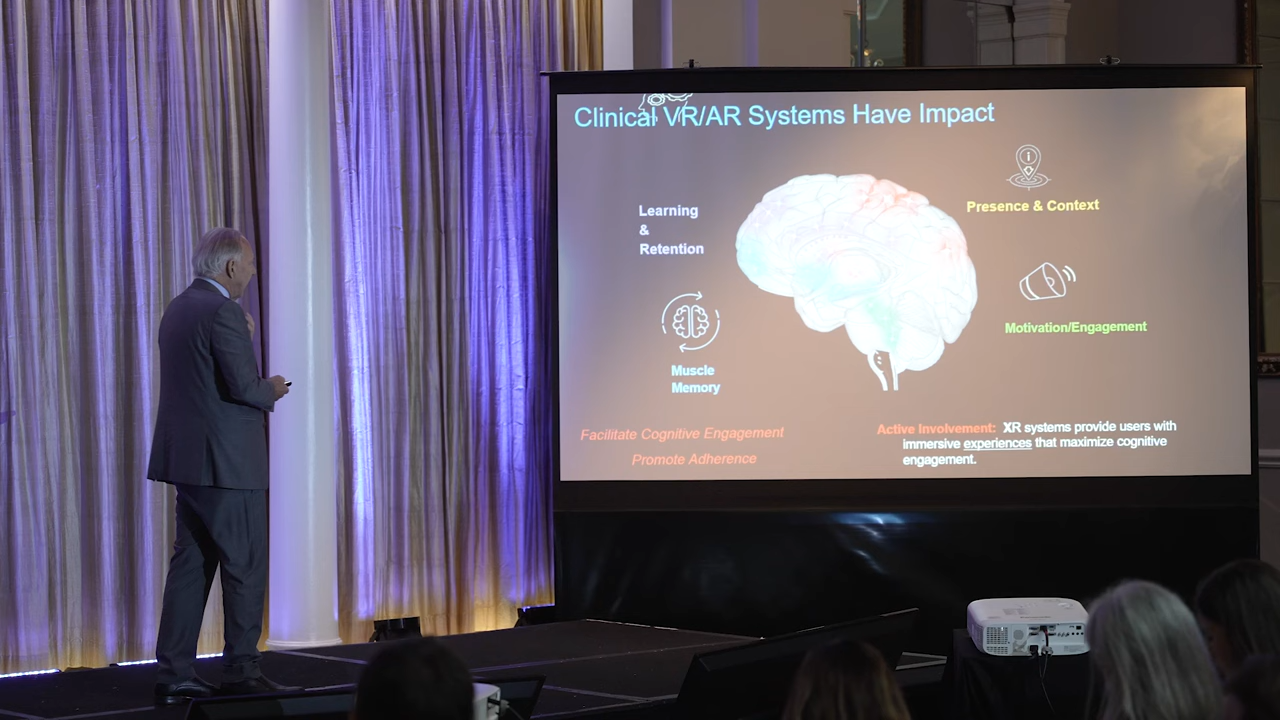 Clinical VR/AR Systems Have Impact
Learning
&
Retention
Muscle
Memory
Presence & Context
Motivation/Engagement
Facilitate Cognitive Engagement
Promote Adherence
Active Involvement: XR systems provide users with
immersive experiences that maximize cognitive
engagement.